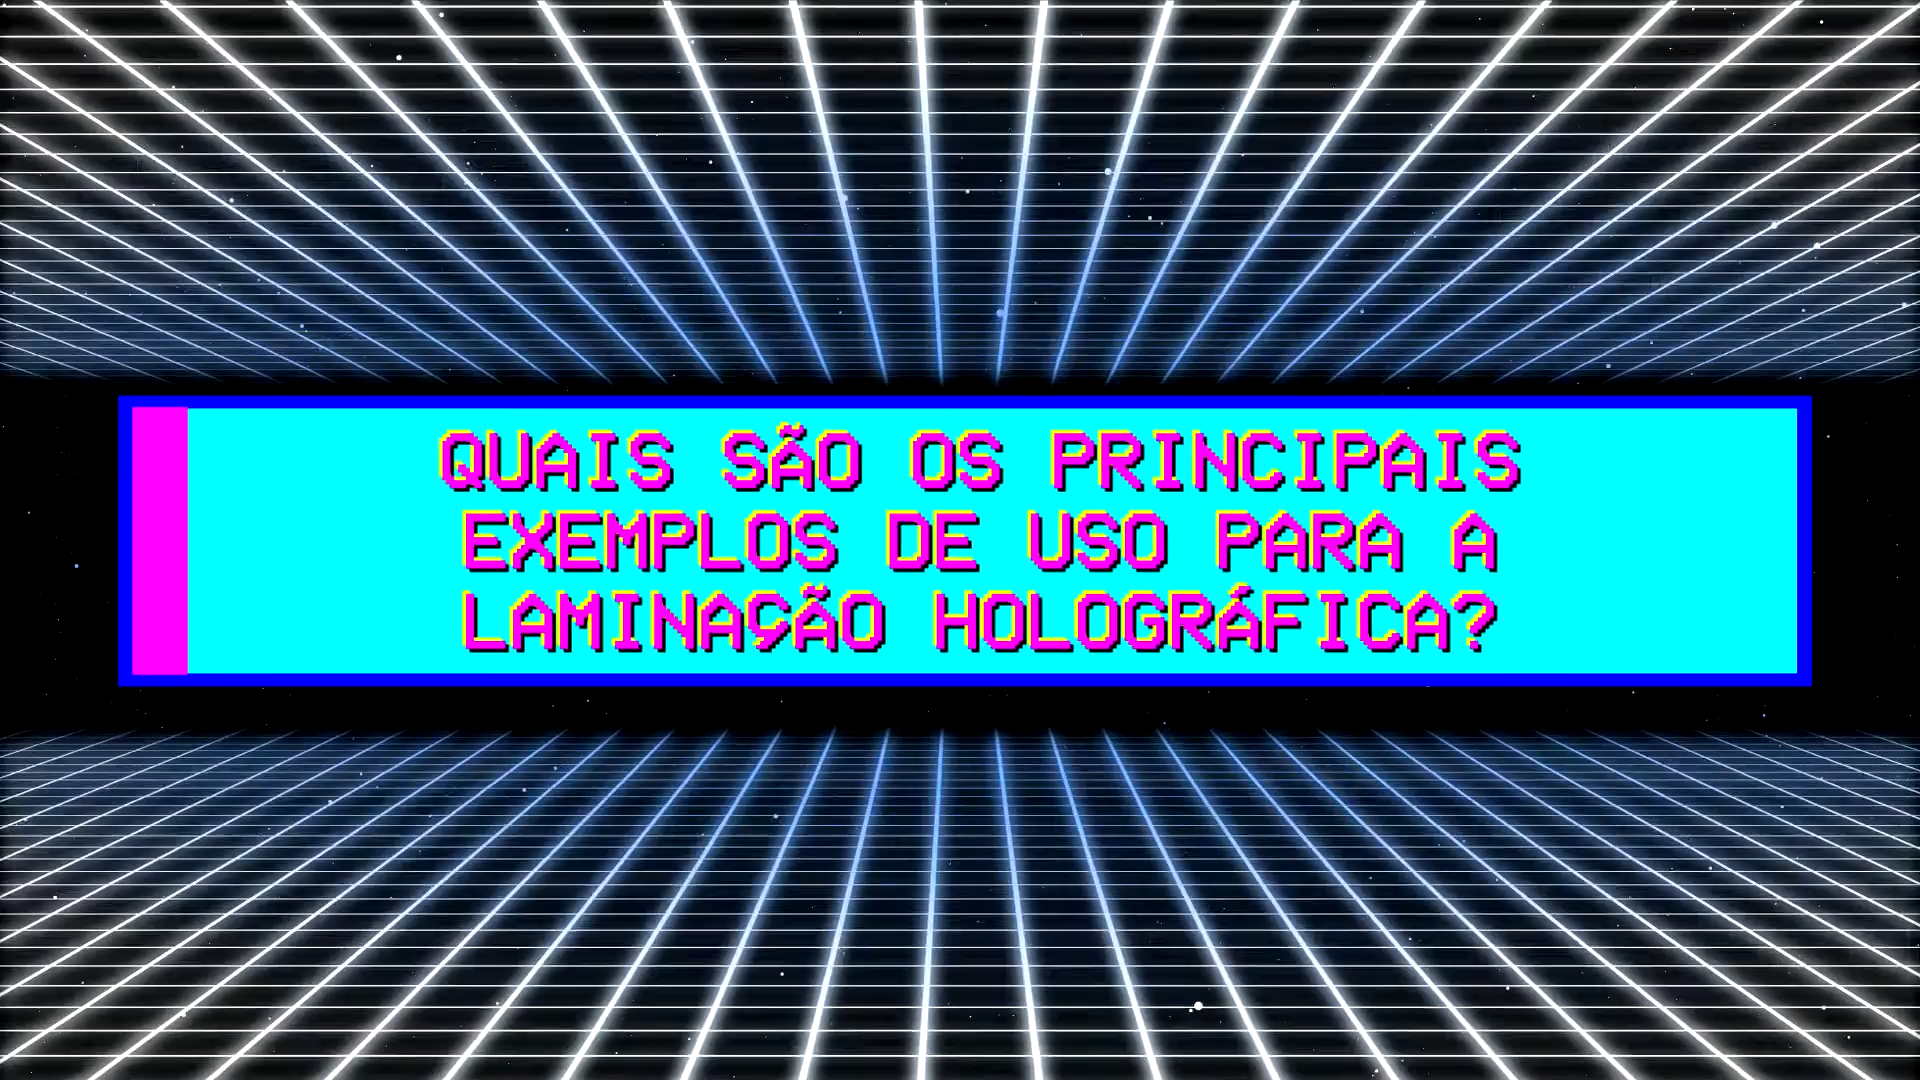 QUAIS SÃO OS PRINCIPAIS
EXEMPLOS DE USO PARA A
LAMINAÇÃO HOLOGRÁFICA?